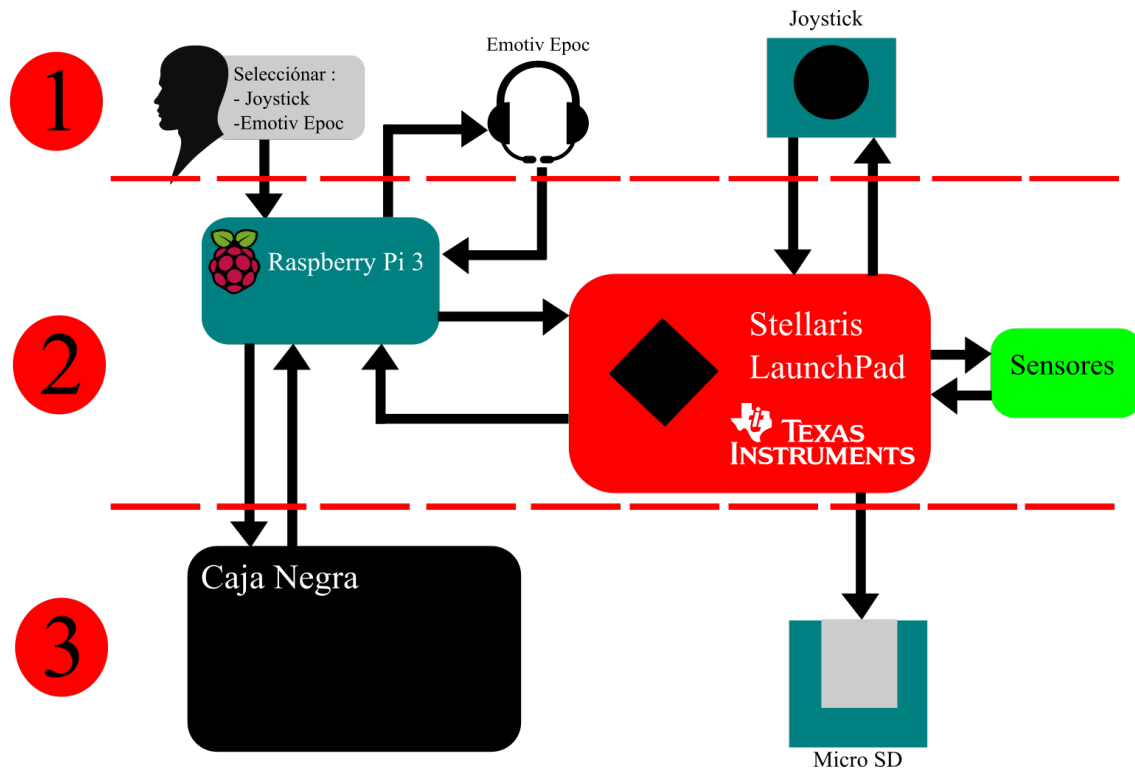 Joystick
Emotiv Epoc
1
Selecciónar :
- Joystick
-Emotiv Epoc
Raspberry Pi 3
2
Stellaris
LaunchPad
Sensores
TEXAS
INSTRUMENTS
Caja Negra
3
Micro SD